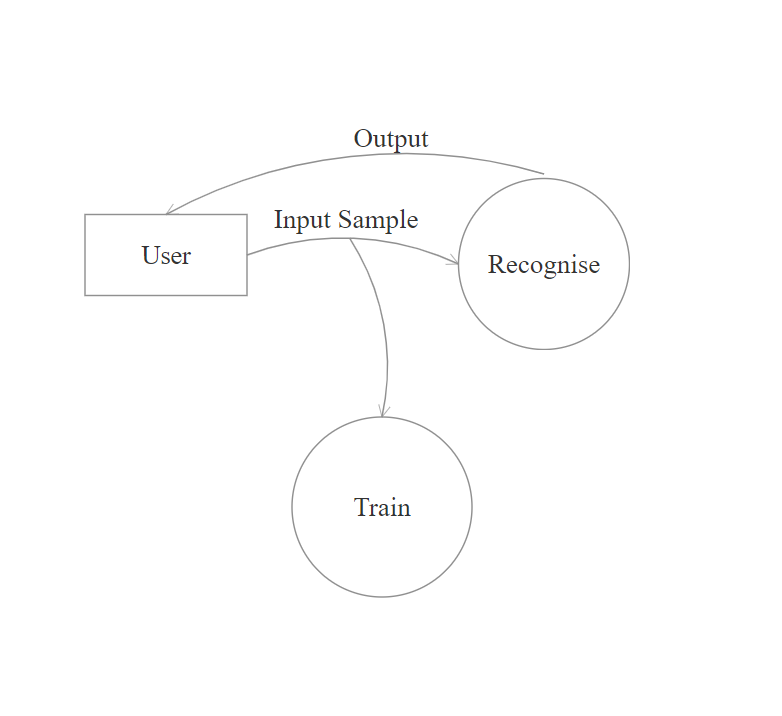 Output
Input Sample
User
Recognise
Train